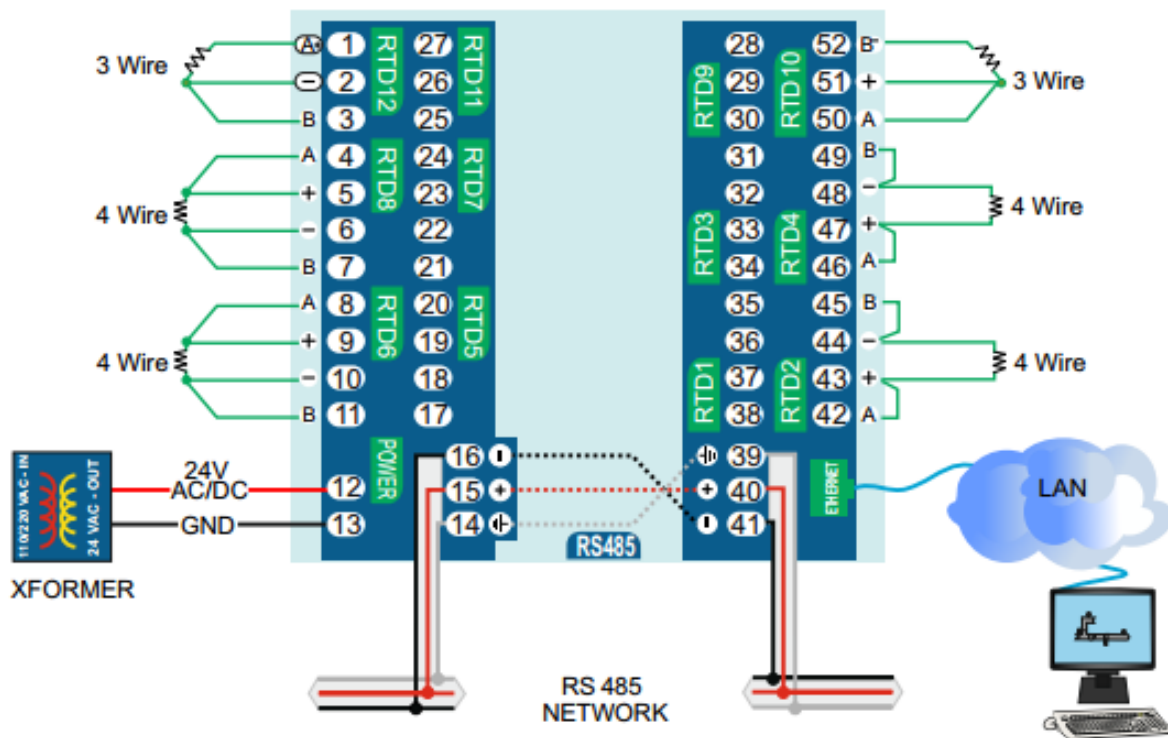 3 Wire
A
1
RTD12
27
RTD11
−
2
26
B
3
25
4 Wire
A
4
RTD8
24
RTD7
+
5
23
−
6
22
B
7
21
4 Wire
A
8
RTD6
20
RTD5
+
9
19
−
10
18
B
11
17
28
RTD10
52
B
3 Wire
RTD9
29
51
+
30
50
A
31
49
B
4 Wire
32
48
−
RTD3
33
RTD4
47
+
34
46
A
35
45
B
4 Wire
36
44
−
RTD1
37
RTD2
43
+
38
42
A
110/220 VAC - IN
24 VAC - OUT
XFORMER
24V
AC/DC
GND
12
POWER
13
16
−
15
+
14
RS485
39
+
40
−
41
ETHERNET
LAN
RS 485
NETWORK